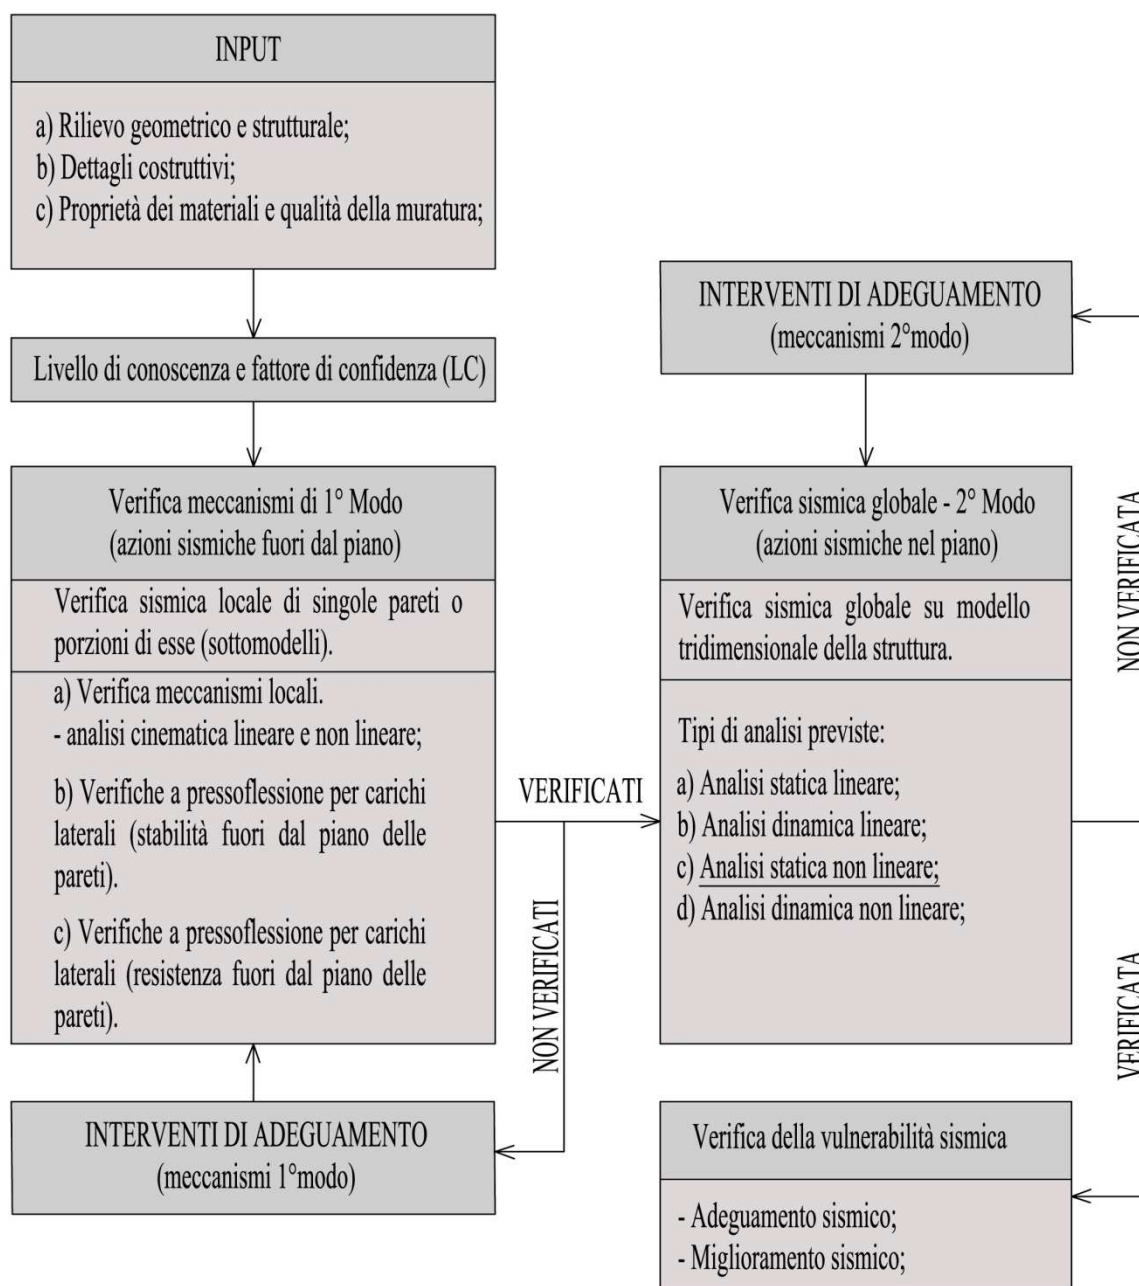 INPUT
a) Rilievo geometrico e strutturale;
b) Dettagli costruttivi;
c) Proprietà dei materiali e qualità della muratura;
Livello di conoscenza e fattore di confidenza (LC)
Verifica meccanismi di 1° Modo
(azioni sismiche fuori dal piano)
Verifica sismica locale di singole pareti o
porzioni di esse (sottomodelli).
a) Verifica meccanismi locali.
- analisi cinematica lineare e non lineare;
b) Verifiche a pressoflessione per carichi
laterali (stabilità fuori dal piano delle
pareti).
c) Verifiche a pressoflessione per carichi
laterali (resistenza fuori dal piano delle
pareti).
VERIFICATI
NON VERIFICATI
INTERVENTI DI ADEGUAMENTO
(meccanismi 1°modo)
INTERVENTI DI ADEGUAMENTO
(meccanismi 2°modo)
Verifica sismica globale - 2° Modo
(azioni sismiche nel piano)
Verifica sismica globale su modello
tridimensionale della struttura.
Tipi di analisi previste:
a) Analisi statica lineare;
b) Analisi dinamica lineare;
c) Analisi statica non lineare;
d) Analisi dinamica non lineare;
NON VERIFICATA
VERIFICATA
Verifica della vulnerabilità sismica
- Adeguamento sismico;
- Miglioramento sismico;